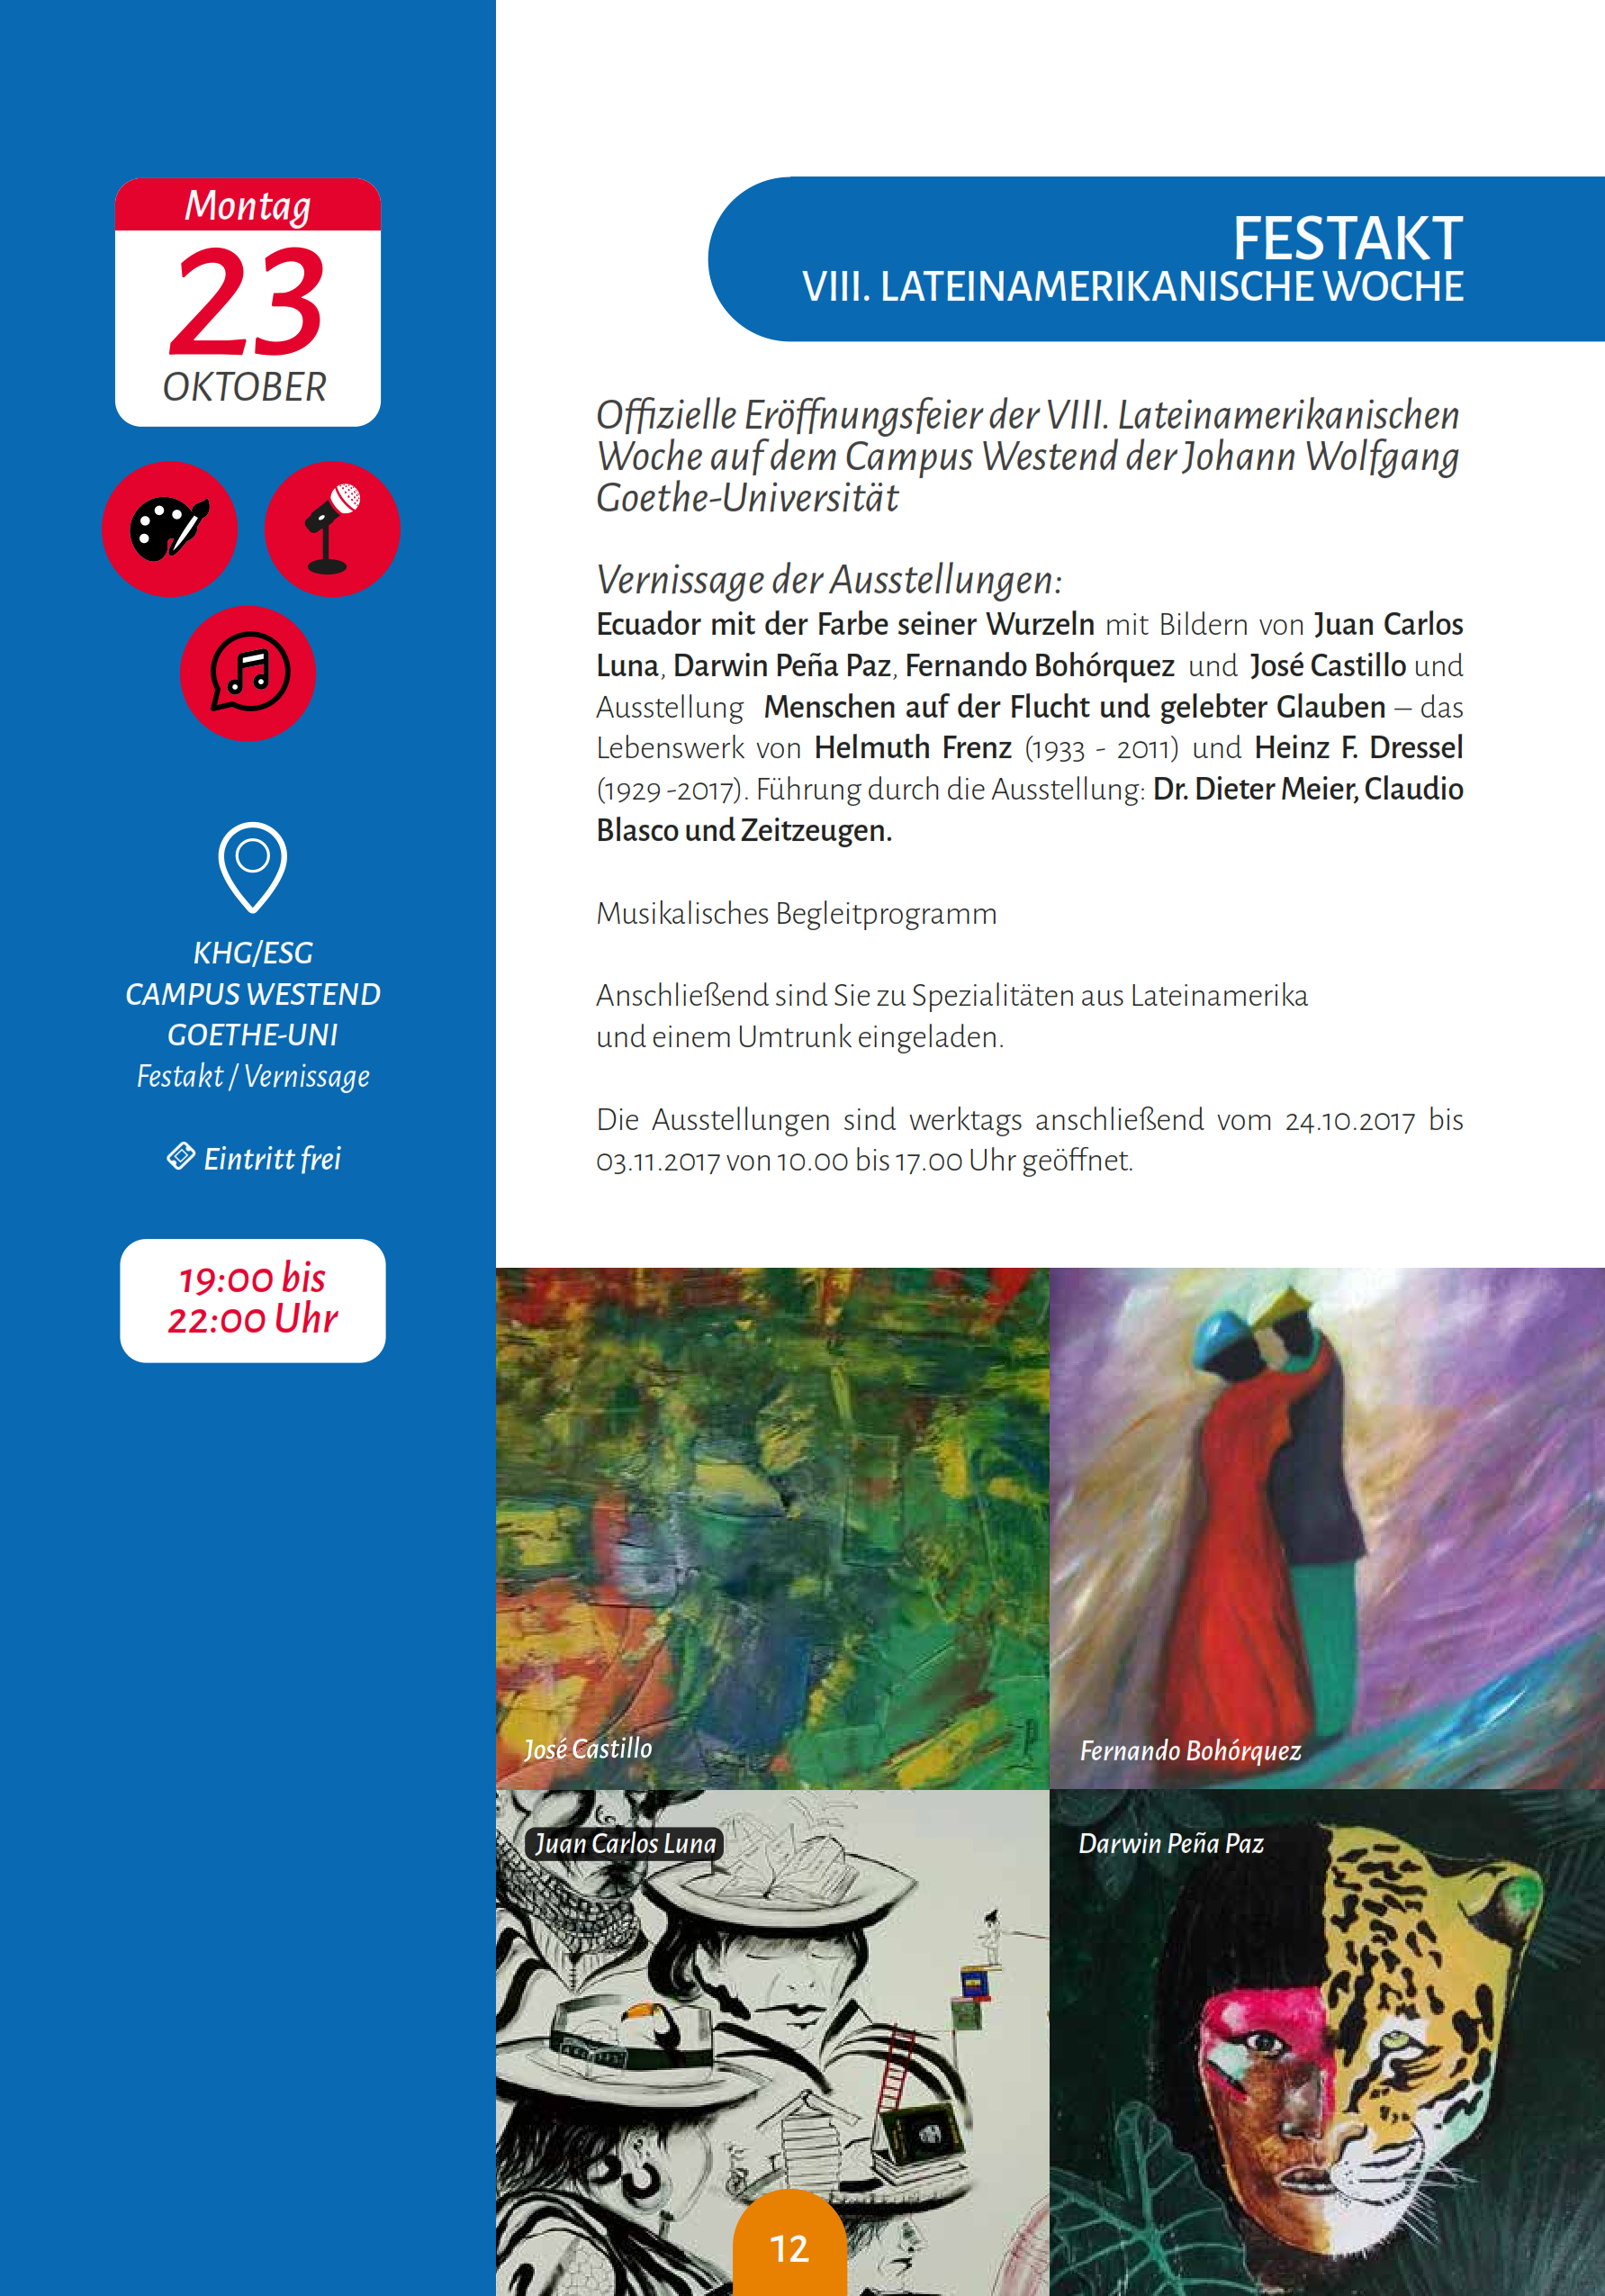 Montag
23
OKTOBER
KHG/ESG
CAMPUS WESTEND
GOETHE-UNI
Festakt / Vernissage
Eintritt frei
19:00 bis
22:00 Uhr
FESTAKT
VIII. LATEINAMERIKANISCHE WOCHE
Offizielle Eröffnungsfeier der VIII. Lateinamerikanischen
Woche auf dem Campus Westend der Johann Wolfgang
Goethe-Universität
Vernissage der Ausstellungen:
Ecuador mit der Farbe seiner Wurzeln mit Bildern von Juan Carlos
Luna, Darwin Peña Paz, Fernando Bohórquez und José Castillo und
Ausstellung Menschen auf der Flucht und gelebter Glauben – das
Lebenswerk von Helmuth Frenz (1933 - 2011) und Heinz F. Dressel
(1929 -2017). Führung durch die Ausstellung: Dr. Dieter Meier, Claudio
Blasco und Zeitzeugen.
Musikalisches Begleitprogramm
Anschließend sind Sie zu Spezialitäten aus Lateinamerika
und einem Umtrunk eingeladen.
Die Ausstellungen sind werktags anschließend vom 24.10.2017 bis
03.11.2017 von 10.00 bis 17.00 Uhr geöffnet.
José Castillo
Fernando Bohórquez
Juan Carlos Luna
Darwin Peña Paz
12